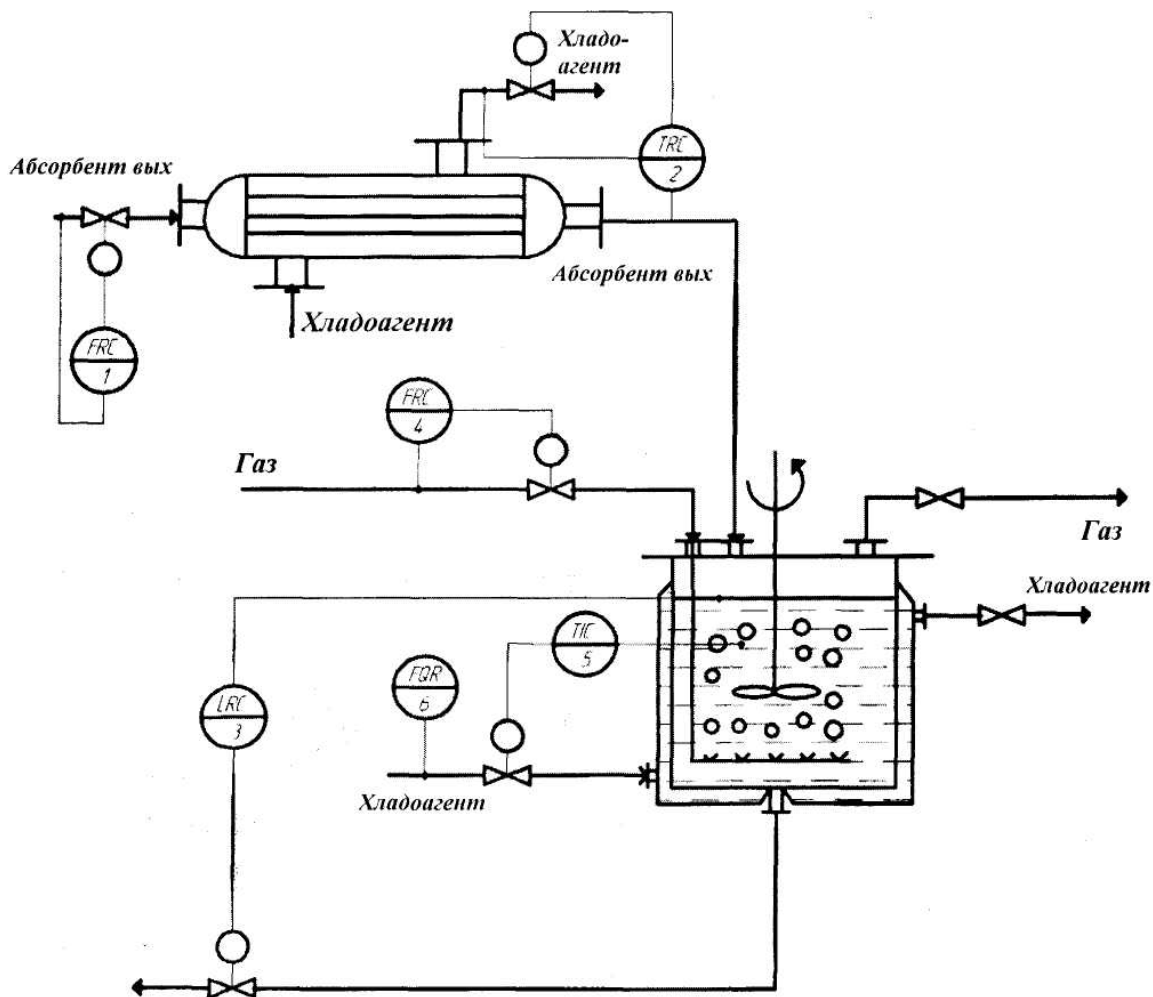 Хладо-
агент
TRC
2
Абсорбент вых
Абсорбент вых
Хладоагент
FRC
1
FRC
4
Газ
Газ
Хладоагент
TIC
5
FQR
6
LRC
3
Хладоагент